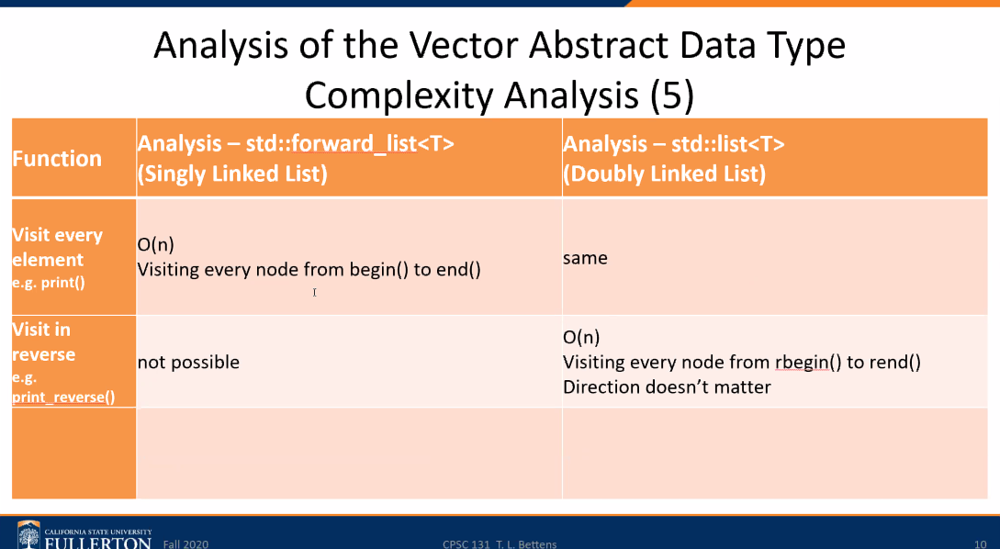 Analysis of the Vector Abstract Data Type
Complexity Analysis (5)
Function
Analysis – std::forward_list<T>
(Singly Linked List)
Analysis – std::list<T>
(Doubly Linked List)
Visit every
element
e.g. print()
O(n)
Visiting every node from begin() to end()
same
Visit in
reverse
e.g.
print_reverse()
not possible
O(n)
Visiting every node from rbegin() to rend()
Direction doesn’t matter
CALIFORNIA STATE UNIVERSITY
FULLERTON
Fall 2020
CPSC 131 T. L. Bettens
10